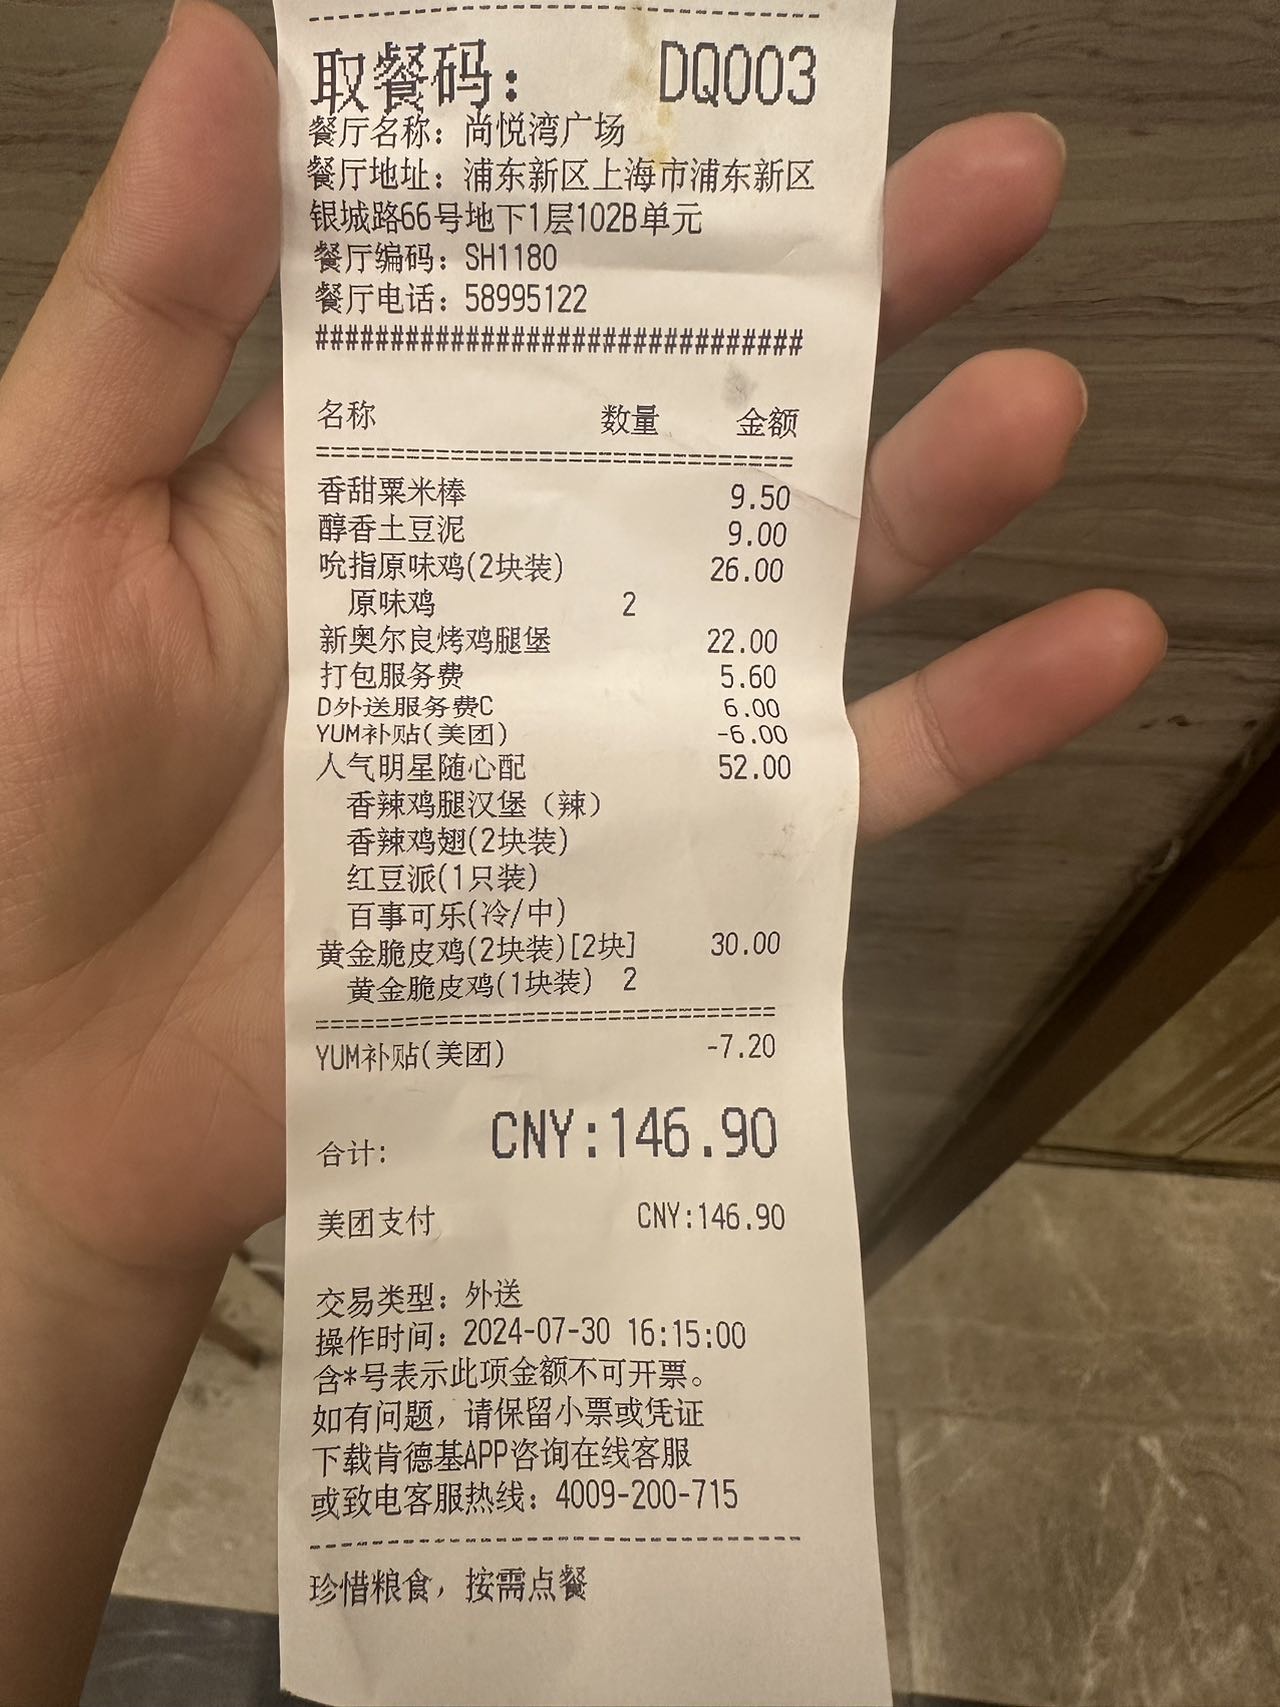 取餐码: DQ003
餐厅名称: 尚悦湾广场
餐厅地址: 浦东新区上海市浦东新区
银城路66号地下1层102B单元
餐厅编码: SH1180
餐厅电话: 58995122
################################
名称 数量 金额
================================
香甜粟米棒 9.50
醇香土豆泥 9.00
吮指原味鸡(2块装) 26.00
原味鸡 2
新奥尔良烤鸡腿堡 22.00
打包服务费 5.60
D外送服务费C 6.00
YUM补贴(美团) -6.00
人气明星随心配 52.00
香辣鸡腿汉堡（辣）
香辣鸡翅(2块装)
红豆派(1只装)
百事可乐(冷/中)
黄金脆皮鸡(2块装)[2块] 30.00
黄金脆皮鸡(1块装) 2
================================
YUM补贴(美团) -7.20
合计: CNY:146.90
美团支付 CNY:146.90
交易类型: 外送
操作时间: 2024-07-30 16:15:00
含*号表示此项金额不可开票。
如有问题，请保留小票或凭证
下载肯德基APP咨询在线客服
或致电客服热线: 4009-200-715
--------------------------------
珍惜粮食，按需点餐